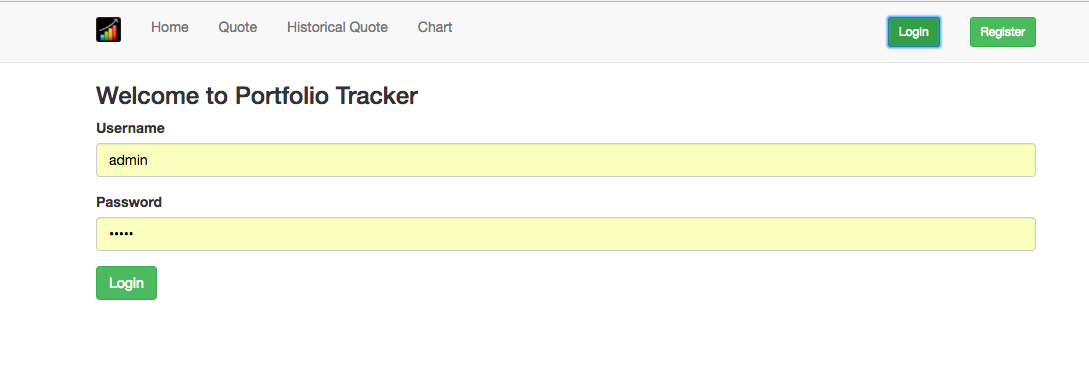 Home Quote Historical Quote Chart Login Register
Welcome to Portfolio Tracker
Username
admin
Password
•••••
Login